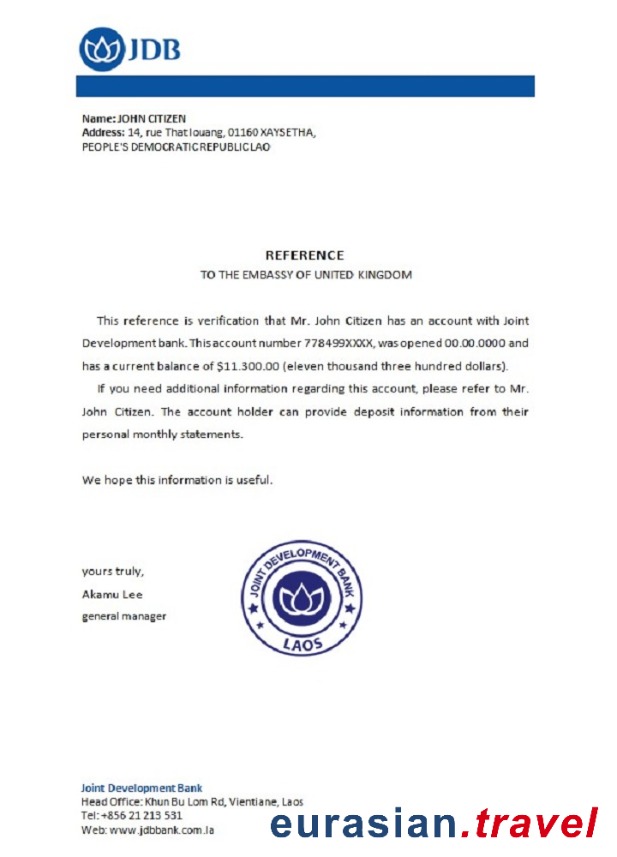 JDB
Name: JOHN CITIZEN
Address: 14, rue That louang, 01160 XAYSETHA,
PEOPLE'S DEMOCRATIC REPUBLIC LAO
REFERENCE
TO THE EMBASSY OF UNITED KINGDOM
This reference is verification that Mr. John Citizen has an account with Joint
Development bank. This account number 778499XXXX, was opened 00.00.0000 and
has a current balance of $11.300.00 (eleven thousand three hundred dollars).
If you need additional information regarding this account, please refer to Mr.
John Citizen. The account holder can provide deposit information from their
personal monthly statements.
We hope this information is useful.
yours truly,
Akamu Lee
general manager
JOINT DEVELOPMENT BANK
LAOS
Joint Development Bank
Head Office: Khun Bu Lom Rd, Vientiane, Laos
Tel: +856 21 213 531
Web: www.jdbbank.com.la
eurasian.travel